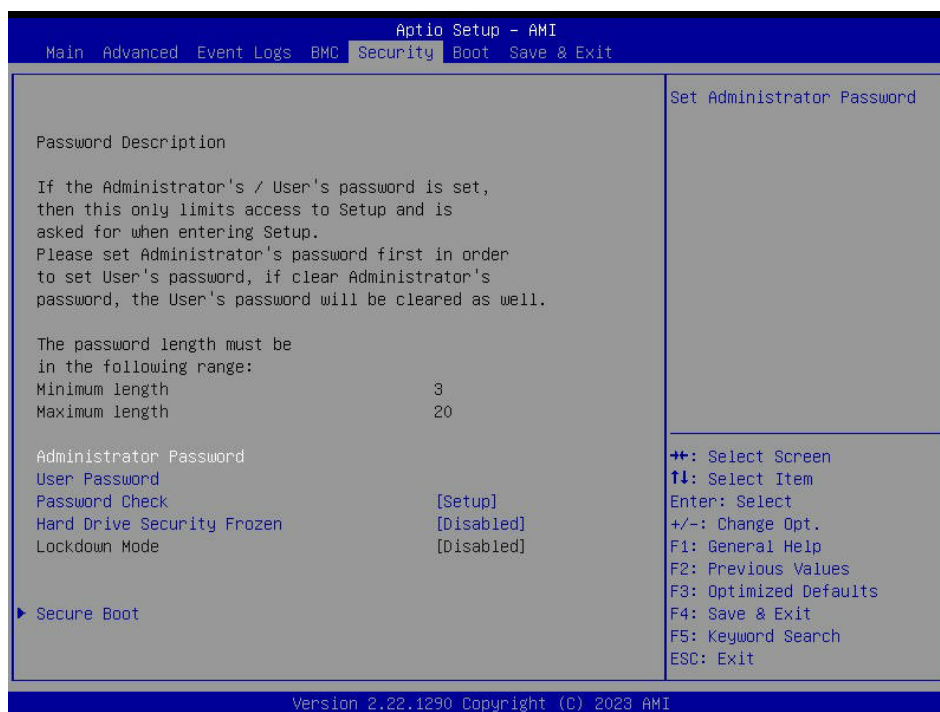 Aptio Setup - AMI
Main Advanced Event Logs BMC Security Boot Save & Exit
Set Administrator Password
Password Description
If the Administrator's / User's password is set,
then this only limits access to Setup and is
asked for when entering Setup.
Please set Administrator's password first in order
to set User's password, if clear Administrator's
password, the User's password will be cleared as well.
The password length must be
in the following range:
Minimum length 3
Maximum length 20
Administrator Password
User Password
Password Check [Setup]
Hard Drive Security Frozen [Disabled]
Lockdown Mode [Disabled]
▶ Secure Boot
→←: Select Screen
↑↓: Select Item
Enter: Select
+/-: Change Opt.
F1: General Help
F2: Previous Values
F3: Optimized Defaults
F4: Save & Exit
F5: Keyword Search
ESC: Exit
Version 2.22.1290 Copyright (C) 2023 AMI